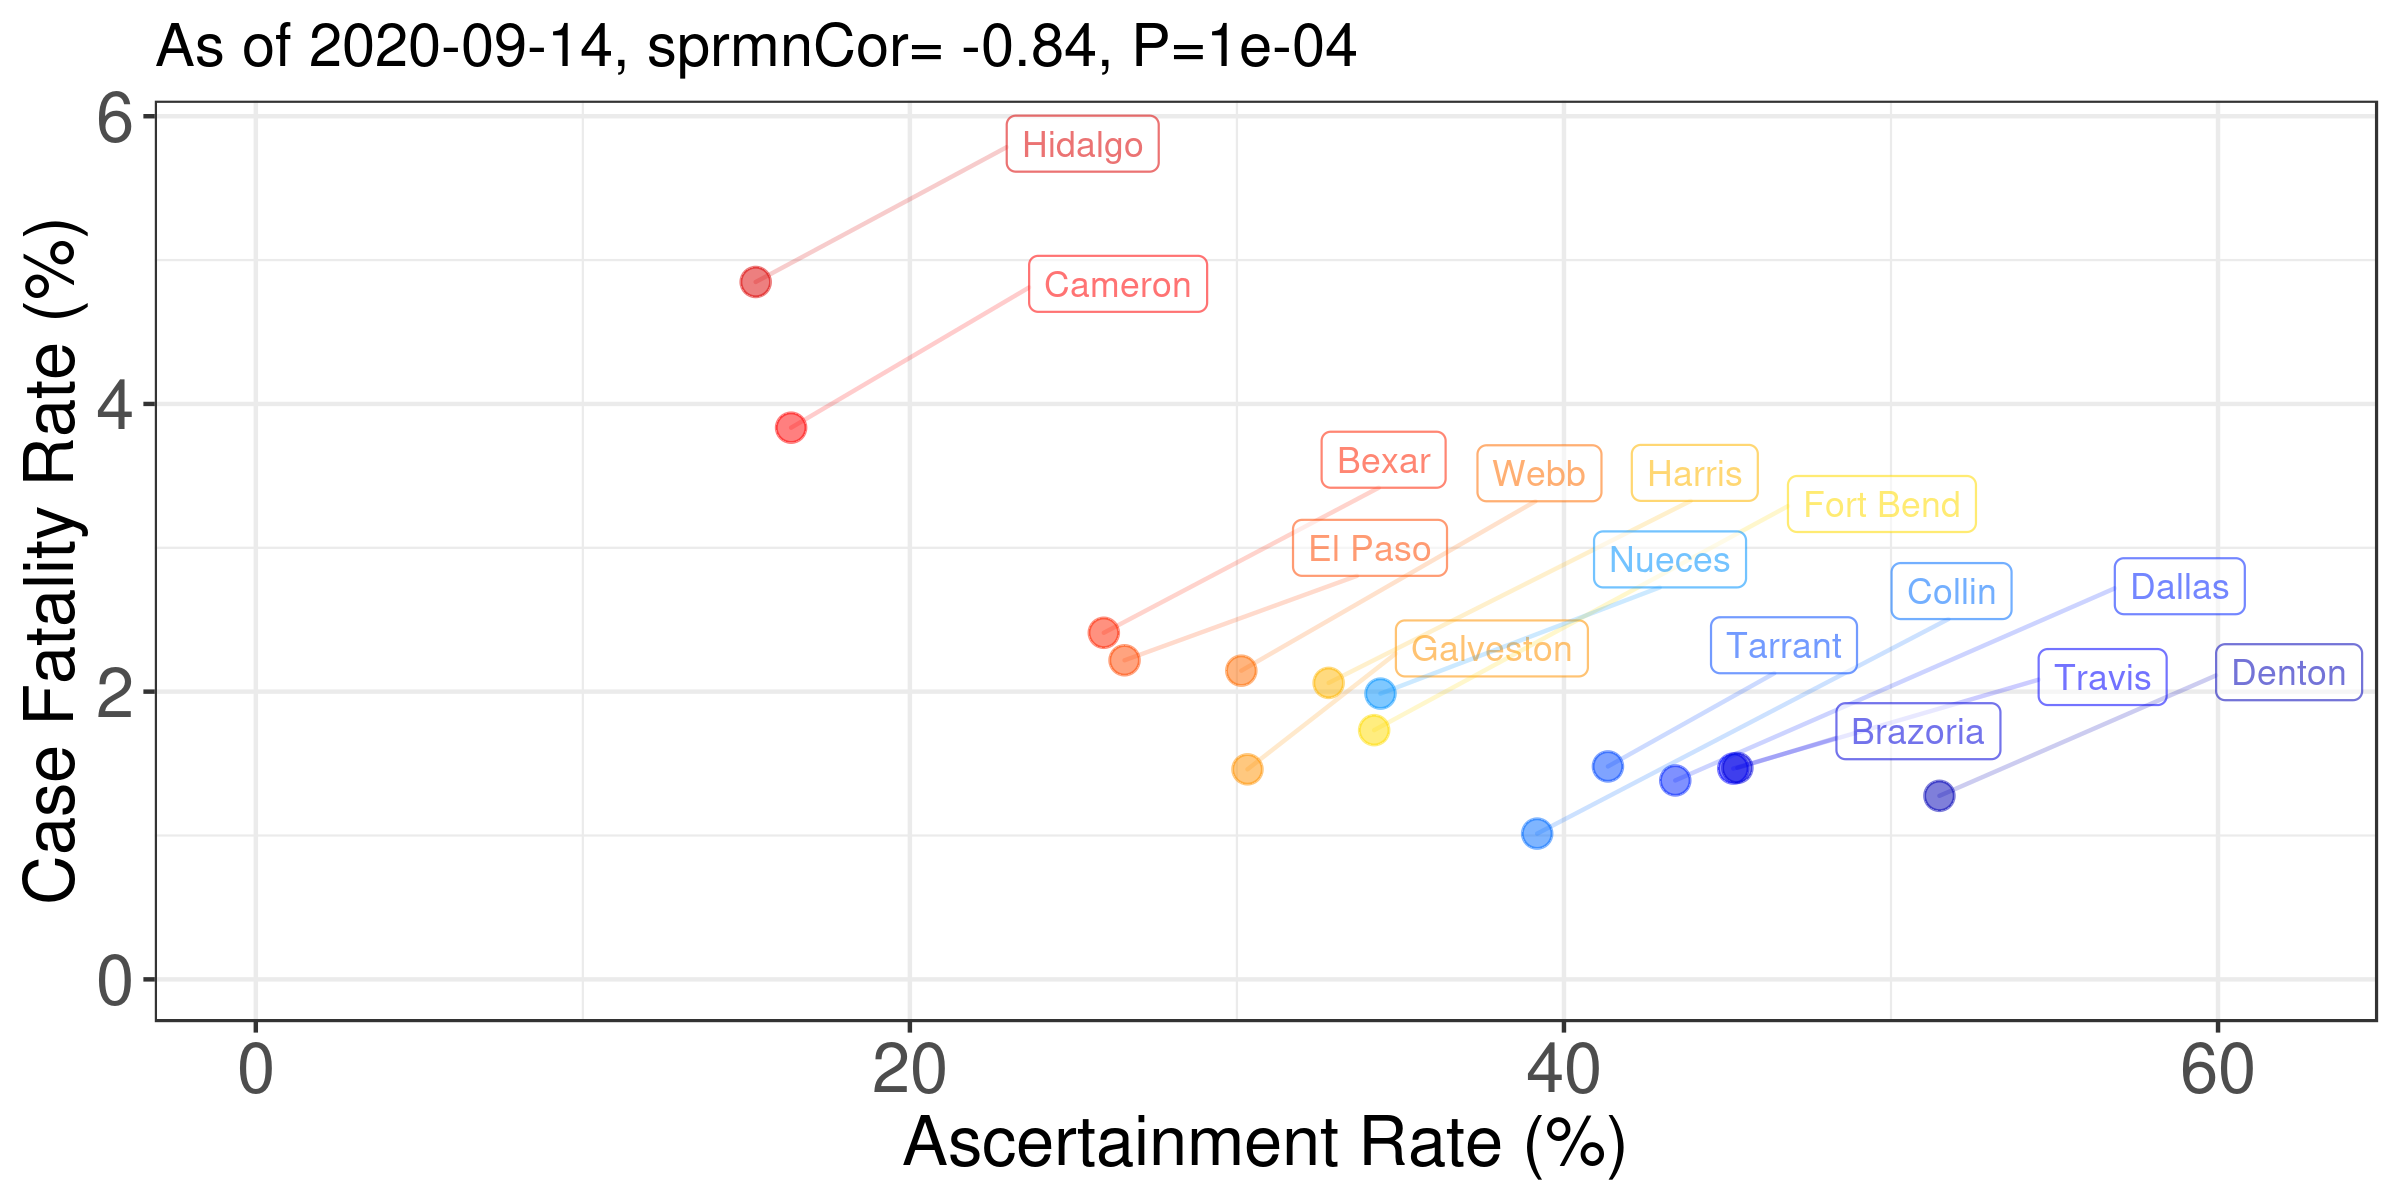 As of 2020-09-14, sprmnCor= -0.84, P=1e-04
Case Fatality Rate (%)
6
4
2
0
Hidalgo
Cameron
Bexar
Webb
Harris
Fort Bend
El Paso
Nueces
Collin
Dallas
Galveston
Tarrant
Travis
Denton
Brazoria
0
20
40
60
Ascertainment Rate (%)